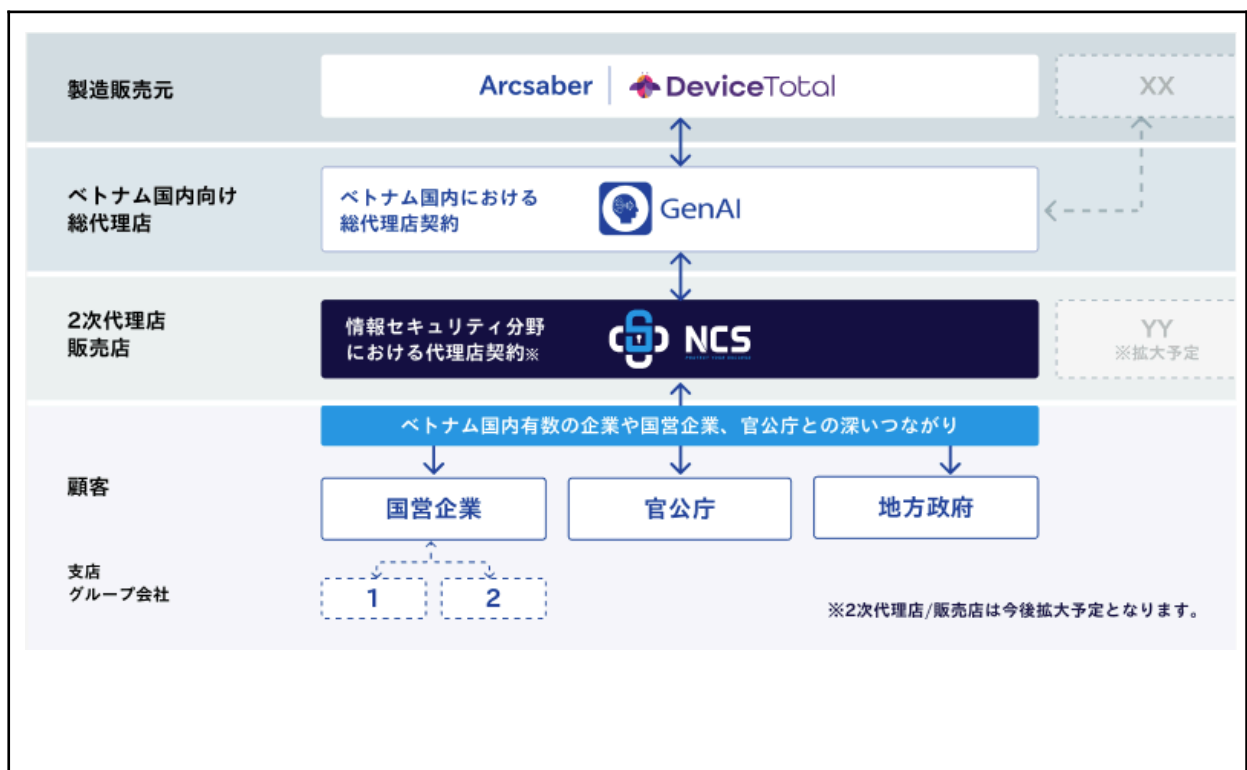 製造販売元
Arcsaber
DeviceTotal
XX
ベトナム国内向け
総代理店
ベトナム国内における
総代理店契約
GenAI
2次代理店
販売店
情報セキュリティ分野
における代理店契約※
NCS
YY
※拡大予定
ベトナム国内有数の企業や国営企業、官公庁との深いつながり
顧客
国営企業
官公庁
地方政府
支店
グループ会社
1
2
※2次代理店/販売店は今後拡大予定となります。